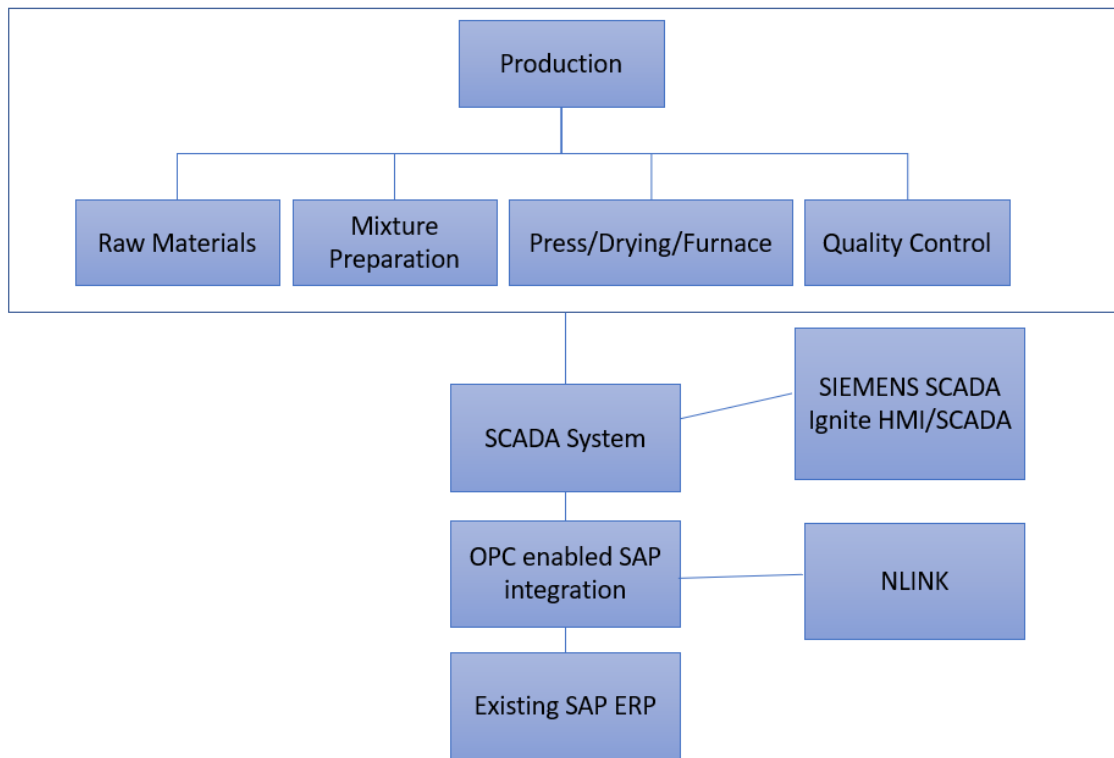 Production
Raw Materials
Mixture
Preparation
Press/Drying/Furnace
Quality Control
SCADA System
SIEMENS SCADA
Ignite HMI/SCADA
OPC enabled SAP
integration
NLINK
Existing SAP ERP